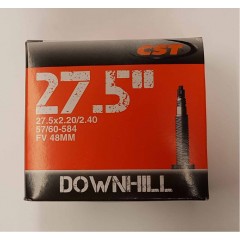 CST
27.5"
27.5x2.20/2.40
57/60-584
FV 48MM
DOWNHILL